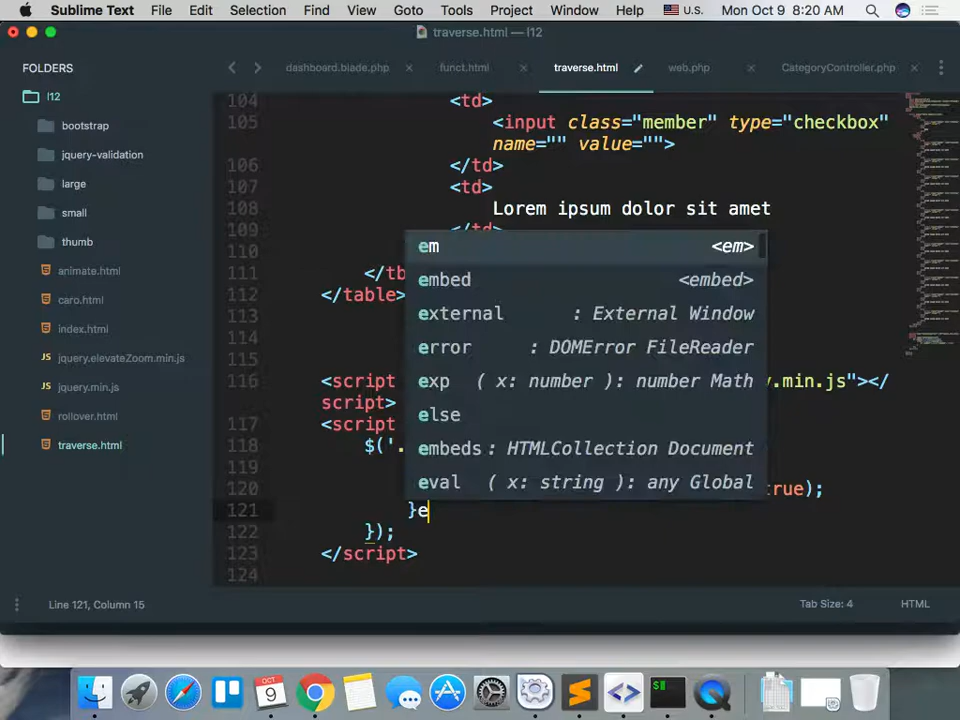 Sublime Text File Edit Selection Find View Goto Tools Project Window Help U.S. Mon Oct 9 8:20 AM
traverse.html — l12
FOLDERS
l12
bootstrap
jquery-validation
large
small
thumb
animate.html
caro.html
index.html
jquery.elevateZoom.min.js
jquery.min.js
rollover.html
traverse.html
dashboard.blade.php × funct.html × traverse.html web.php × CategoryController.php ×
104 <td>
105 <input class="member" type="checkbox"
name="" value="">
106 </td>
107 <td>
108 Lorem ipsum dolor sit amet
109 </td>
110
111 </tb
112 </table>
113
114
115
116 <script y.min.js"></
script>
117 <script
118 $('.
119
120 true);
121 }e
122 });
123 </script>
124
em <em>
embed <embed>
external : External Window
error : DOMError FileReader
exp ( x: number ): number Math
else
embeds : HTMLCollection Document
eval ( x: string ): any Global
Line 121, Column 15 Tab Size: 4 HTML
OCT
9